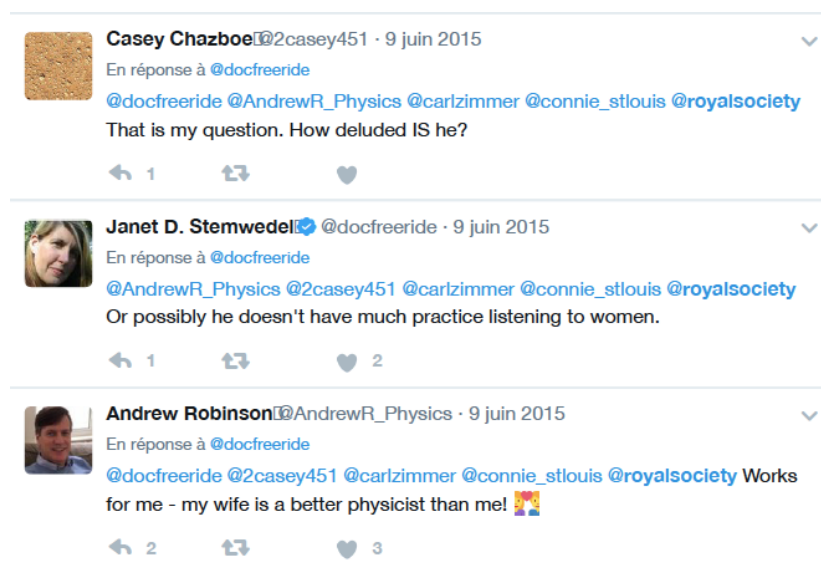 Casey Chazboe @2casey451 · 9 juin 2015
En réponse à @docfreeride
@docfreeride @AndrewR_Physics @carlzimmer @connie_stlouis @royalsociety
That is my question. How deluded IS he?
1
Janet D. Stemwedel @docfreeride · 9 juin 2015
En réponse à @docfreeride
@AndrewR_Physics @2casey451 @carlzimmer @connie_stlouis @royalsociety
Or possibly he doesn't have much practice listening to women.
1 2
Andrew Robinson @AndrewR_Physics · 9 juin 2015
En réponse à @docfreeride
@docfreeride @2casey451 @carlzimmer @connie_stlouis @royalsociety Works
for me - my wife is a better physicist than me!
2 3